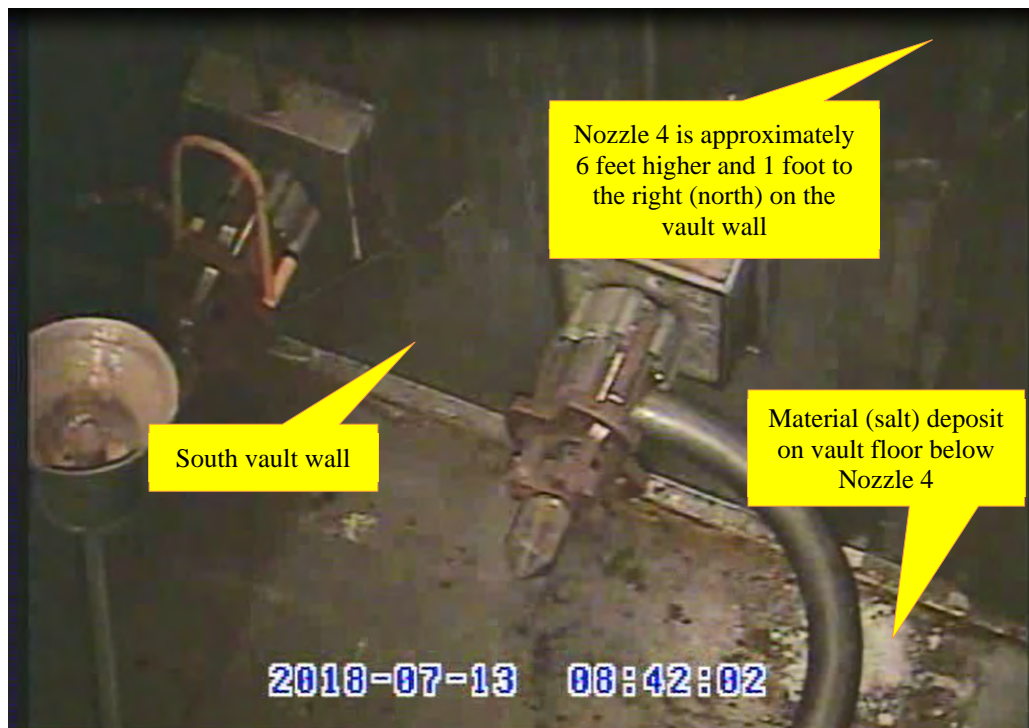 Nozzle 4 is approximately
6 feet higher and 1 foot to
the right (north) on the
vault wall
South vault wall
Material (salt) deposit
on vault floor below
Nozzle 4
2018-07-13 08:42:02